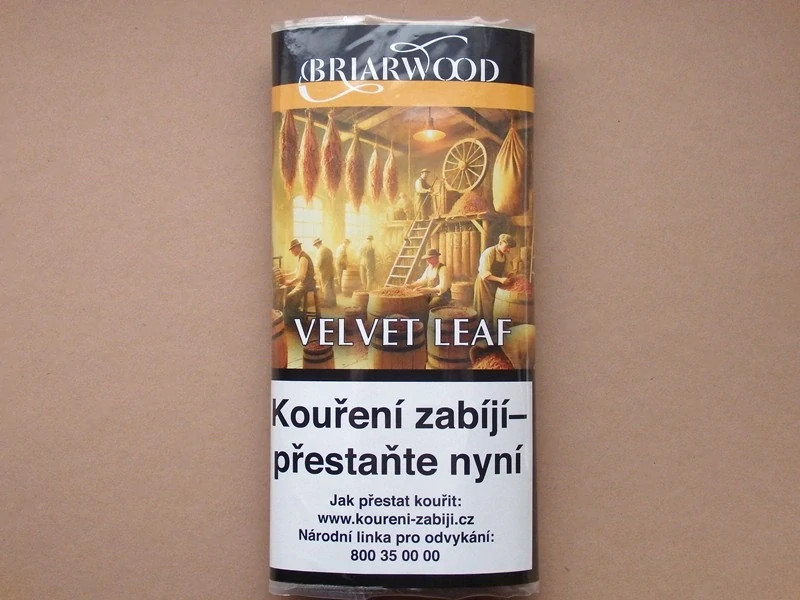 BRIARWOOD
VELVET LEAF
Kouření zabíjí–
přestaňte nyní
Jak přestat kouřit:
www.koureni-zabiji.cz
Národní linka pro odvykání:
800 35 00 00